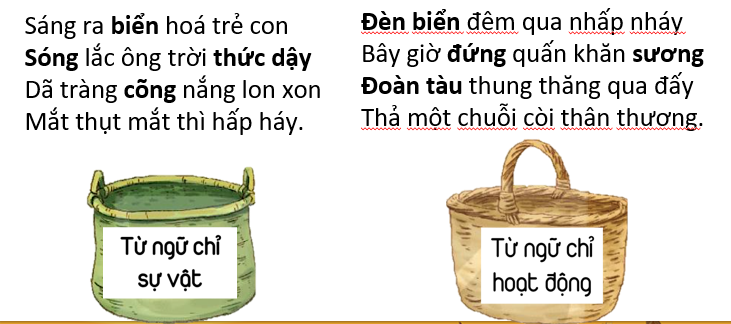 Sáng ra biển hoá trẻ con
Sóng lắc ông trời thức dậy
Dã tràng cõng nắng lon xon
Mắt thụt mắt thì hấp háy.
Đèn biển đêm qua nhấp nháy
Bây giờ đứng quấn khăn sương
Đoàn tàu thung thăng qua đấy
Thả một chuỗi còi thân thương.
Từ ngữ chỉ
sự vật
Từ ngữ chỉ
hoạt động